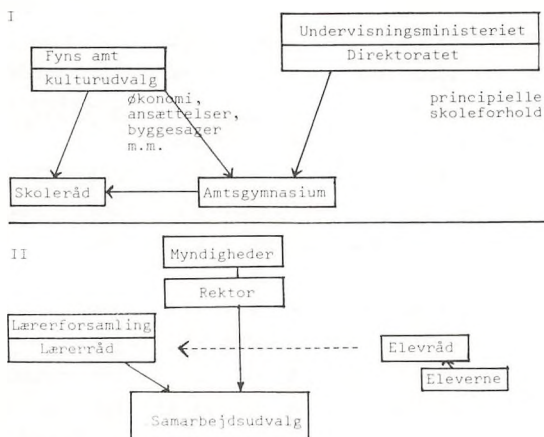 I
Undervisningsministeriet
Direktoratet
Fyns amt
kulturudvalg
økonomi,
ansættelser,
byggesager
m.m.
principielle
skoleforhold
Skoleråd
Amtsgymnasium
II
Myndigheder
Rektor
Lærerforsamling
Lærerråd
Elevråd
Eleverne
Samarbejdsudvalg